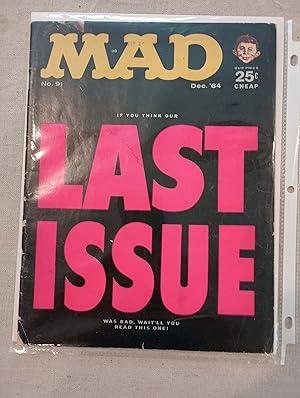 MAD
No. 91
Dec. '64
OUR PRICE
25c
CHEAP
IF YOU THINK OUR
LAST
ISSUE
WAS BAD, WAIT'LL YOU
READ THIS ONE!